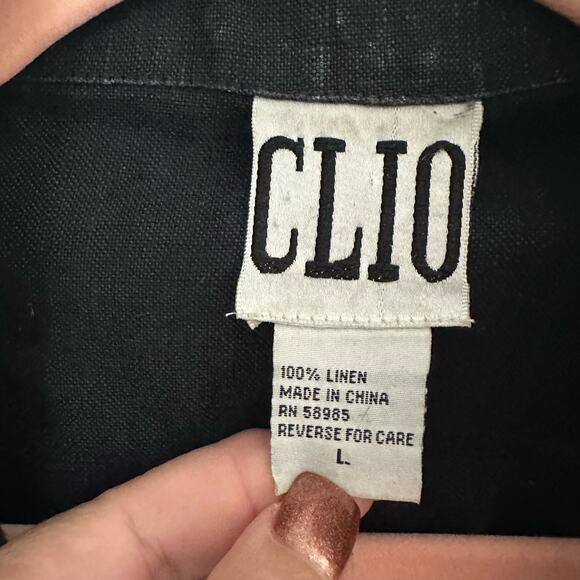 CLIO
100% LINEN
MADE IN CHINA
RN 58985
REVERSE FOR CARE
L